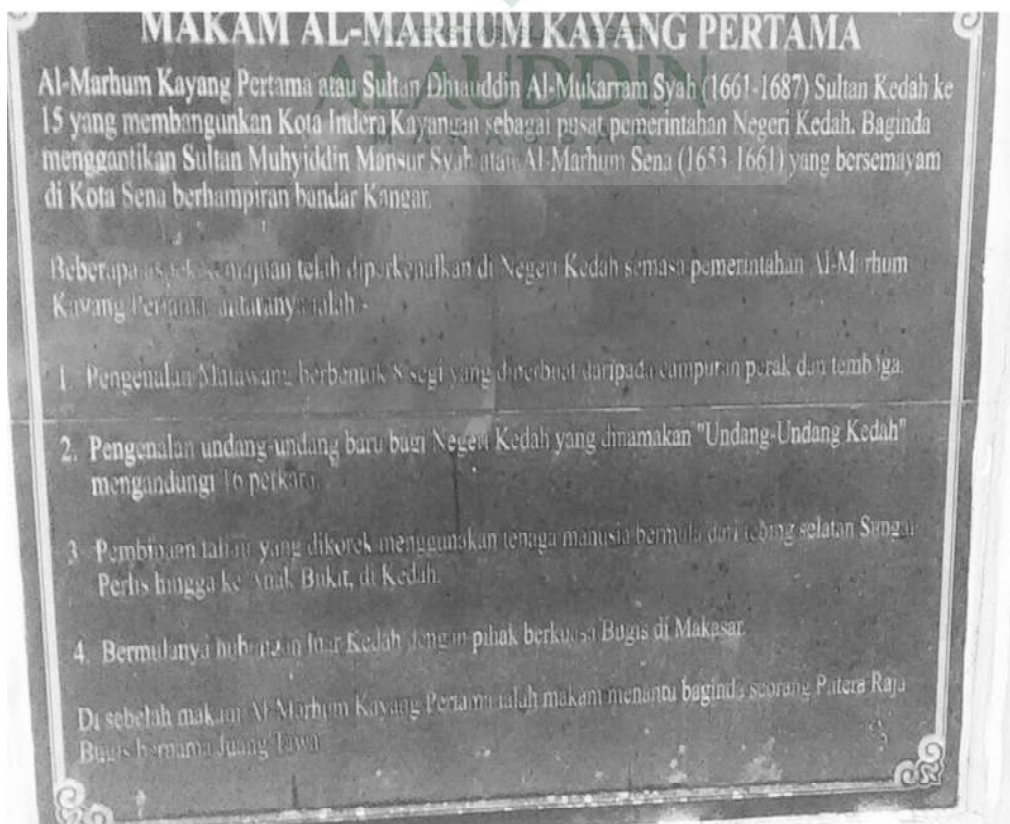 MAKAM AL-MARHUM KAYANG PERTAMA
UNIVERSITAS ISLAM NEGERI
ALAUDDIN
MAKASSAR
Al-Marhum Kayang Pertama atau Sultan Dhiauddin Al-Mukarram Syah (1661-1687) Sultan Kedah ke
15 yang membangunkan Kota Indera Kayangan sebagai pusat pemerintahan Negeri Kedah. Baginda
menggantikan Sultan Muhyiddin Mansur Syah atau Al-Marhum Sena (1653-1661) yang bersemayam
di Kota Sena berhampiran bandar Kangar.
Beberapa aspek kemajuan telah diperkenalkan di Negeri Kedah semasa pemerintahan Al-Marhum
Kayang Pertama antaranya ialah :-
1. Pengenalan Matawang berbentuk 8 segi yang diperbuat daripada campuran perak dan tembaga.
2. Pengenalan undang-undang baru bagi Negeri Kedah yang dinamakan "Undang-Undang Kedah"
mengandungi 16 perkara.
3. Pembinaan taliair yang dikorek menggunakan tenaga manusia bermula dari tebing selatan Sungai
Perlis hingga ke Anak Bukit, di Kedah.
4. Bermulanya hubungan luar Kedah dengan pihak berkuasa Bugis di Makasar.
Di sebelah makam Al-Marhum Kayang Pertama ialah makam menantu baginda seorang Putera Raja
Bugis bernama Juang Tawa